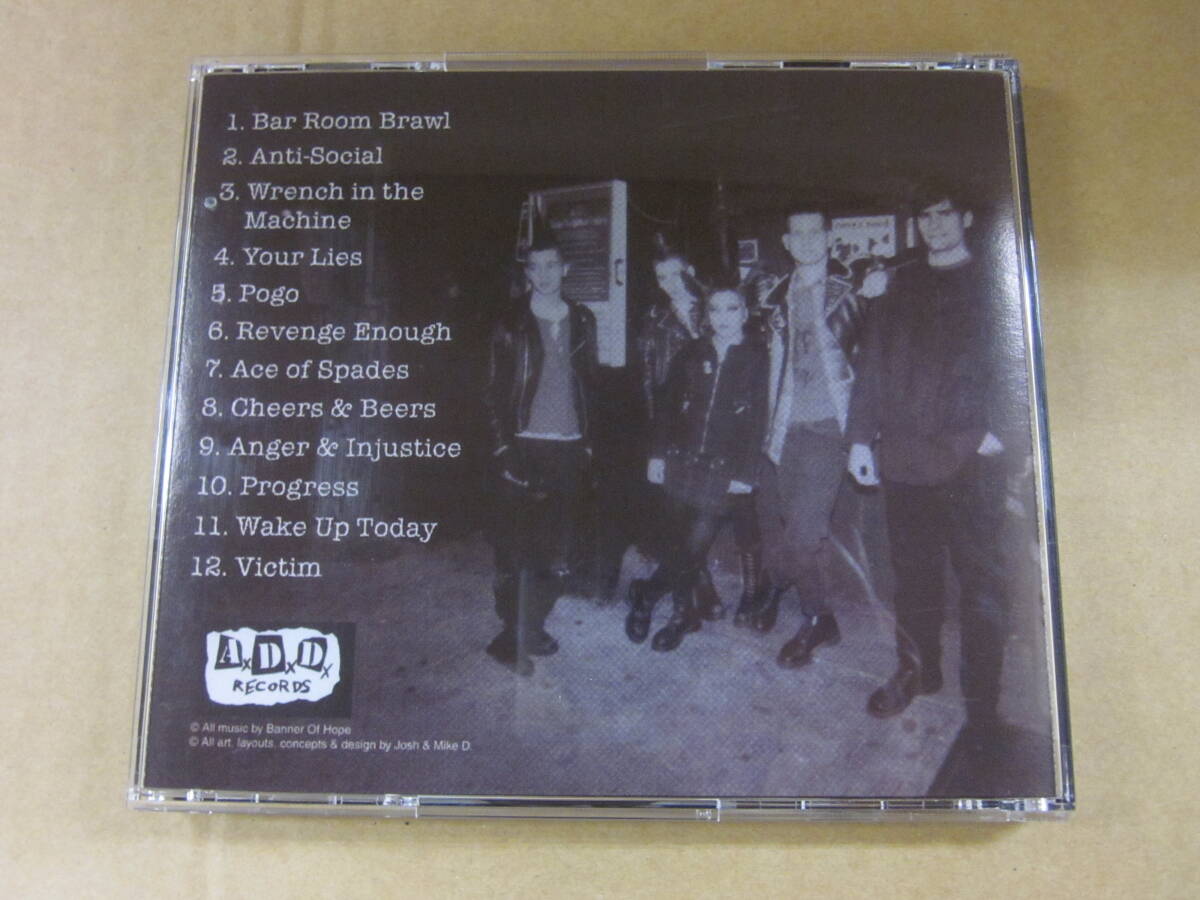 1. Bar Room Brawl
2. Anti-Social
3. Wrench in the
Machine
4. Your Lies
5. Pogo
6. Revenge Enough
7. Ace of Spades
8. Cheers & Beers
9. Anger & Injustice
10. Progress
11. Wake Up Today
12. Victim
AxDxDx
RECORDS
© All music by Banner Of Hope
© All art, layouts, concepts & design by Josh & Mike D.